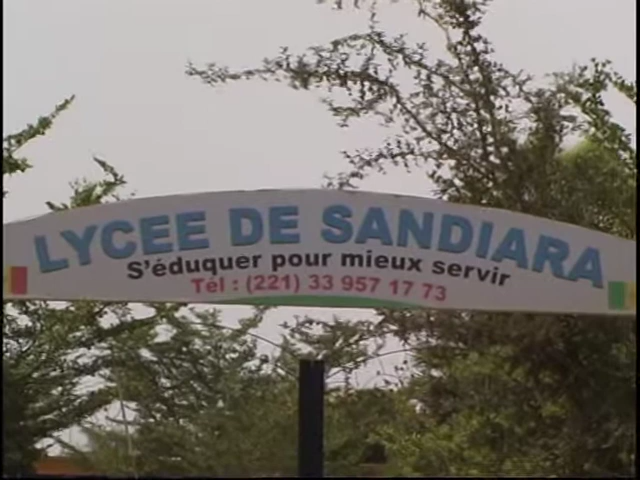 LYCEE DE SANDIARA
S'éduquer pour mieux servir
Tél : (221) 33 957 17 73